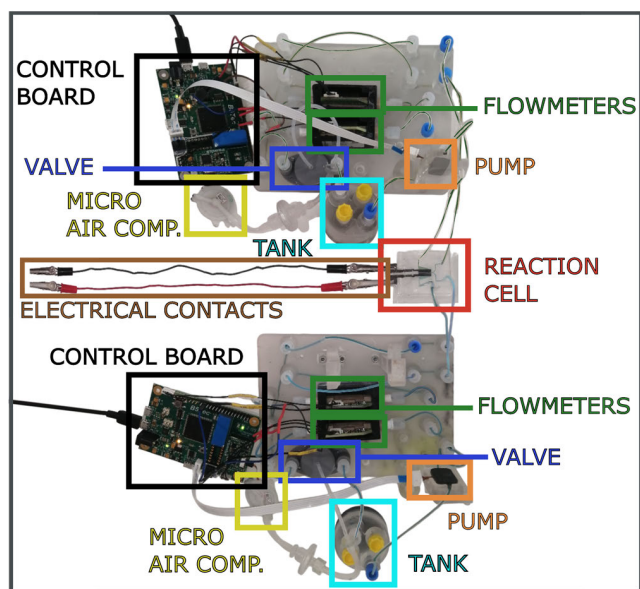 CONTROL
BOARD
FLOWMETERS
VALVE
PUMP
MICRO
AIR COMP.
TANK
REACTION
CELL
ELECTRICAL CONTACTS
CONTROL BOARD
FLOWMETERS
VALVE
PUMP
MICRO
AIR COMP.
TANK